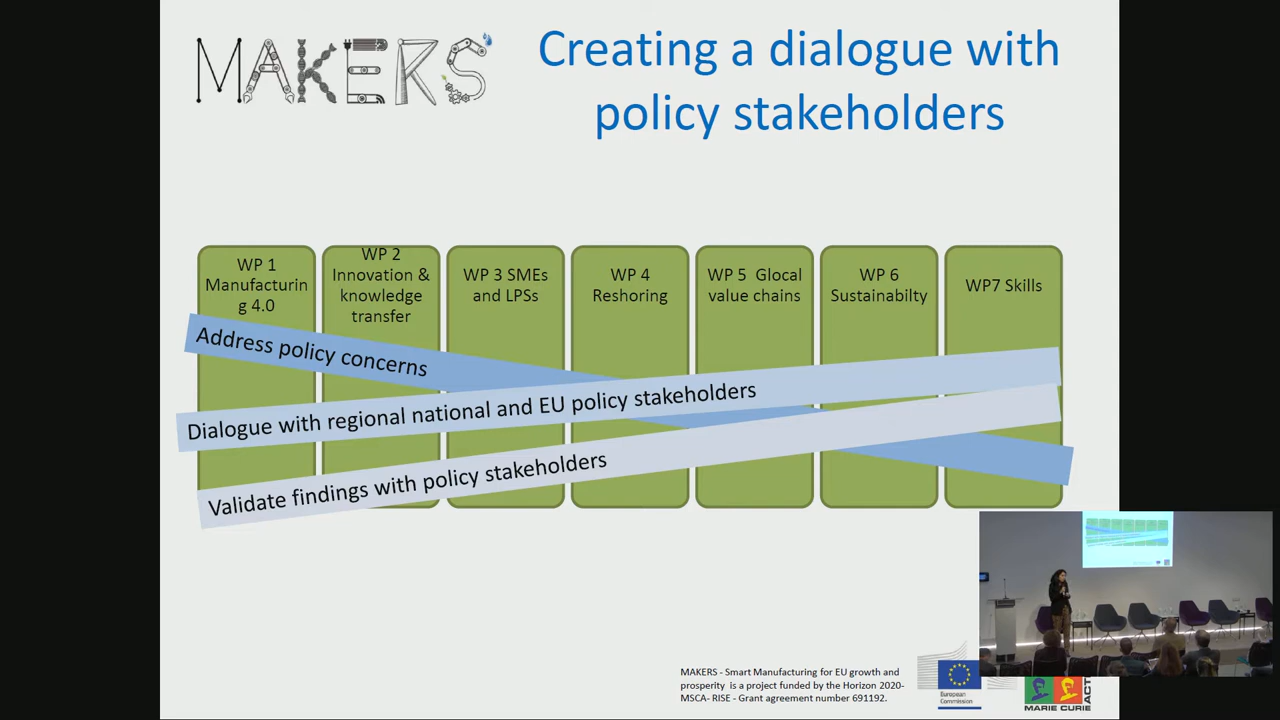 MAKERS
Creating a dialogue with
policy stakeholders
WP 1
Manufacturin
g 4.0
WP 2
Innovation &
knowledge
transfer
WP 3 SMEs
and LPSs
WP 4
Reshoring
WP 5 Glocal
value chains
WP 6
Sustainabilty
WP7 Skills
Address policy concerns
Dialogue with regional national and EU policy stakeholders
Validate findings with policy stakeholders
MAKERS - Smart Manufacturing for EU growth and
prosperity is a project funded by the Horizon 2020-
MSCA- RISE - Grant agreement number 691192.
European
Commission
MARIE CURIE